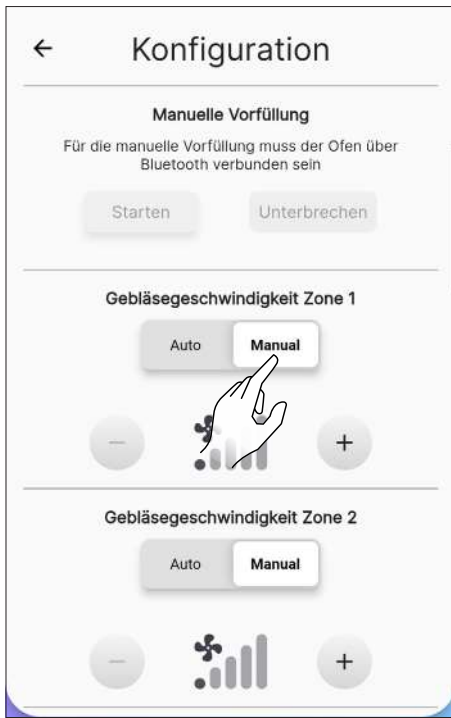 Konfiguration
Manuelle Vorfüllung
Für die manuelle Vorfüllung muss der Ofen über
Bluetooth verbunden sein
Starten Unterbrechen
Gebläsegeschwindigkeit Zone 1
Auto Manual
Gebläsegeschwindigkeit Zone 2
Auto Manual